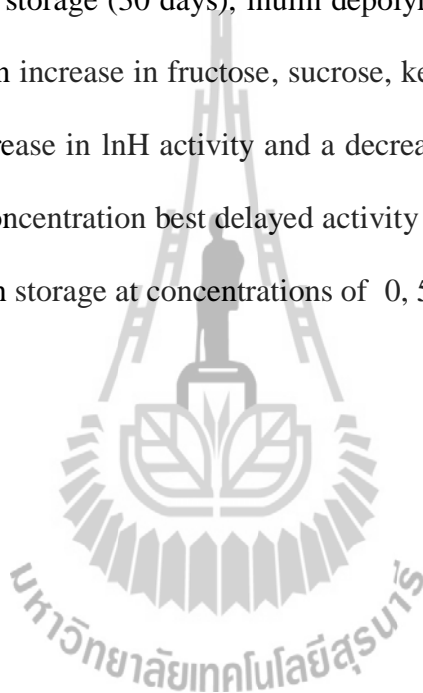 storage (30 days), inulin depoly
increase in fructose, sucrose, ke
ease in lnH activity and a decrea
oncentration best delayed activity
storage at concentrations of 0, 5
มหาวิทยาลัยเทคโนโลยีสุรนารี